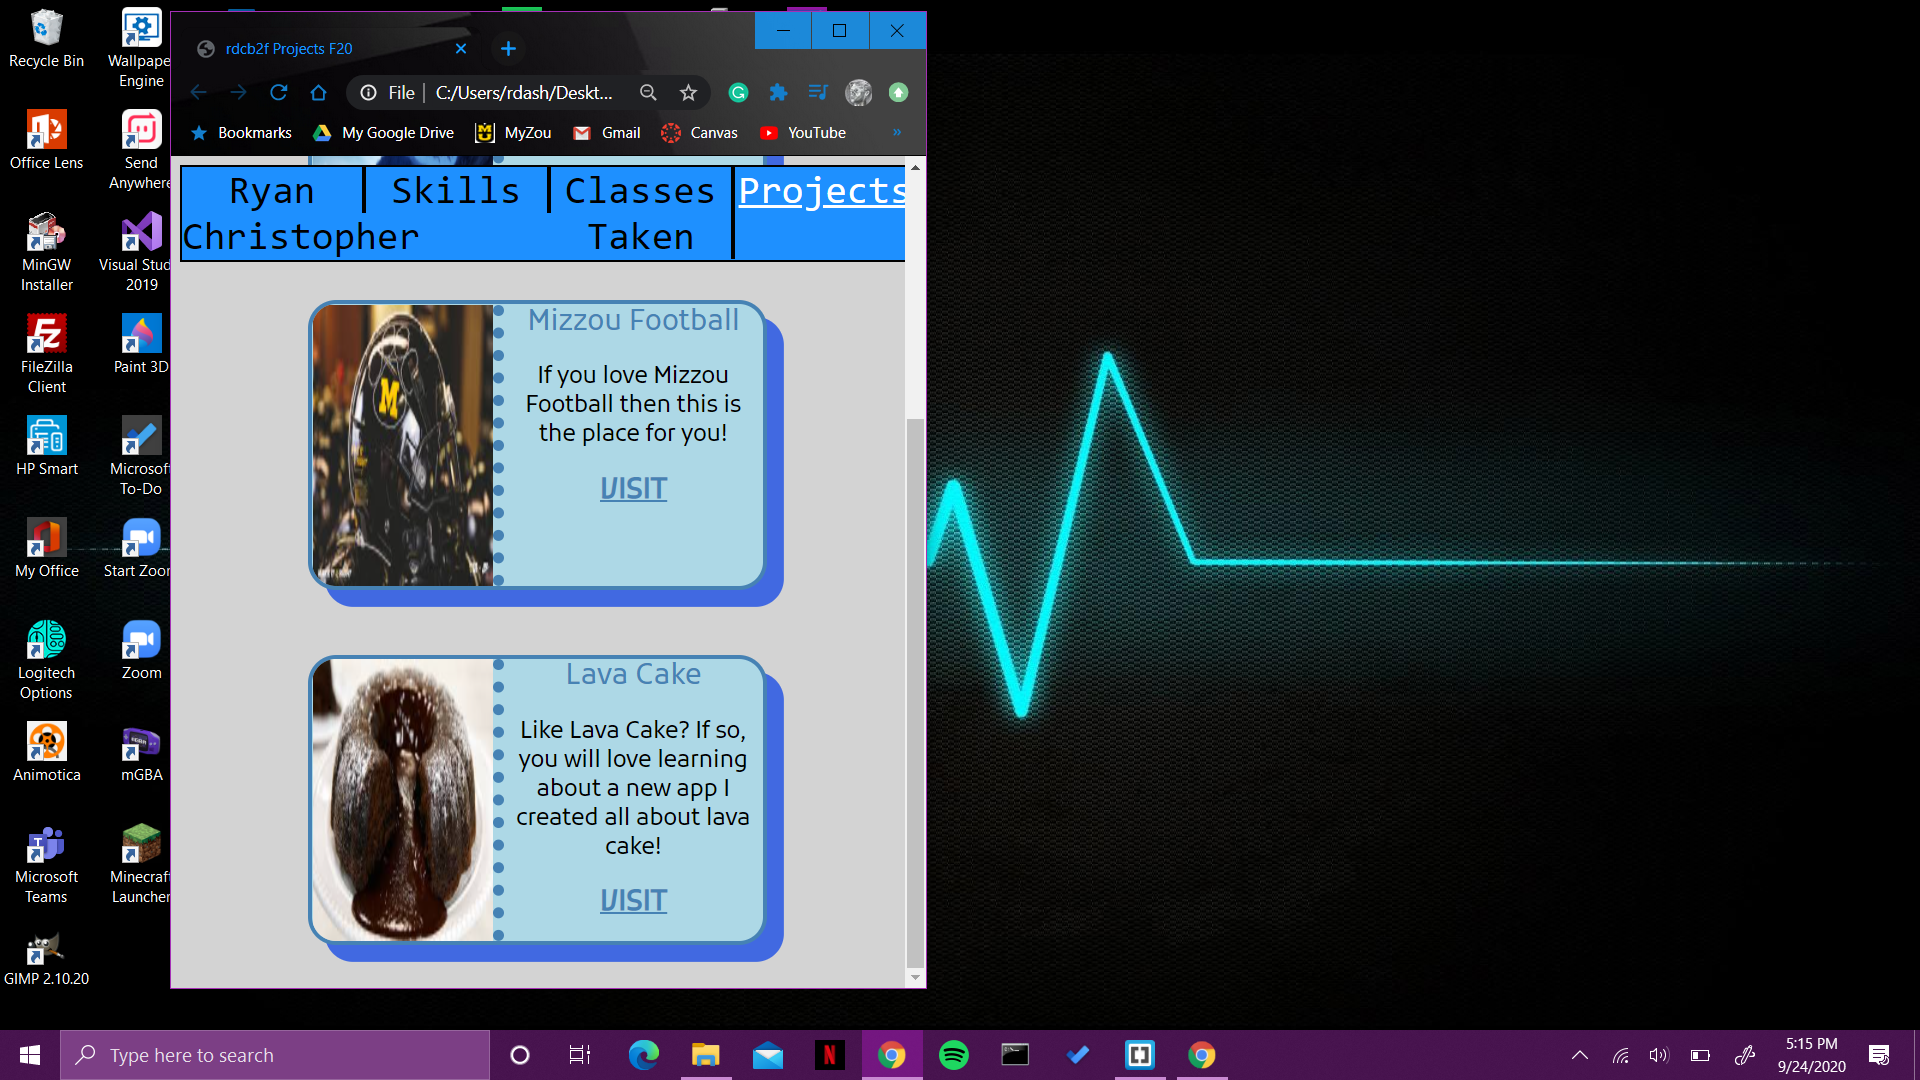 Recycle Bin
Wallpape
Engine
Office Lens
Send
Anywhere
MinGW
Installer
Visual Stud
2019
FileZilla
Client
Paint 3D
HP Smart
Microsoft
To-Do
My Office
Start Zoor
Logitech
Options
Zoom
Animotica
mGBA
Microsoft
Teams
Minecraft
Launcher
GIMP 2.10.20
rdcb2f Projects F20
File
C:/Users/rdash/Deskt...
Bookmarks
My Google Drive
MyZou
Gmail
Canvas
YouTube
»
Ryan
Christopher
Skills
Classes
Taken
Projects
M
Mizzou Football
If you love Mizzou
Football then this is
the place for you!
VISIT
Lava Cake
Like Lava Cake? If so,
you will love learning
about a new app I
created all about lava
cake!
VISIT
Type here to search
5:15 PM
9/24/2020